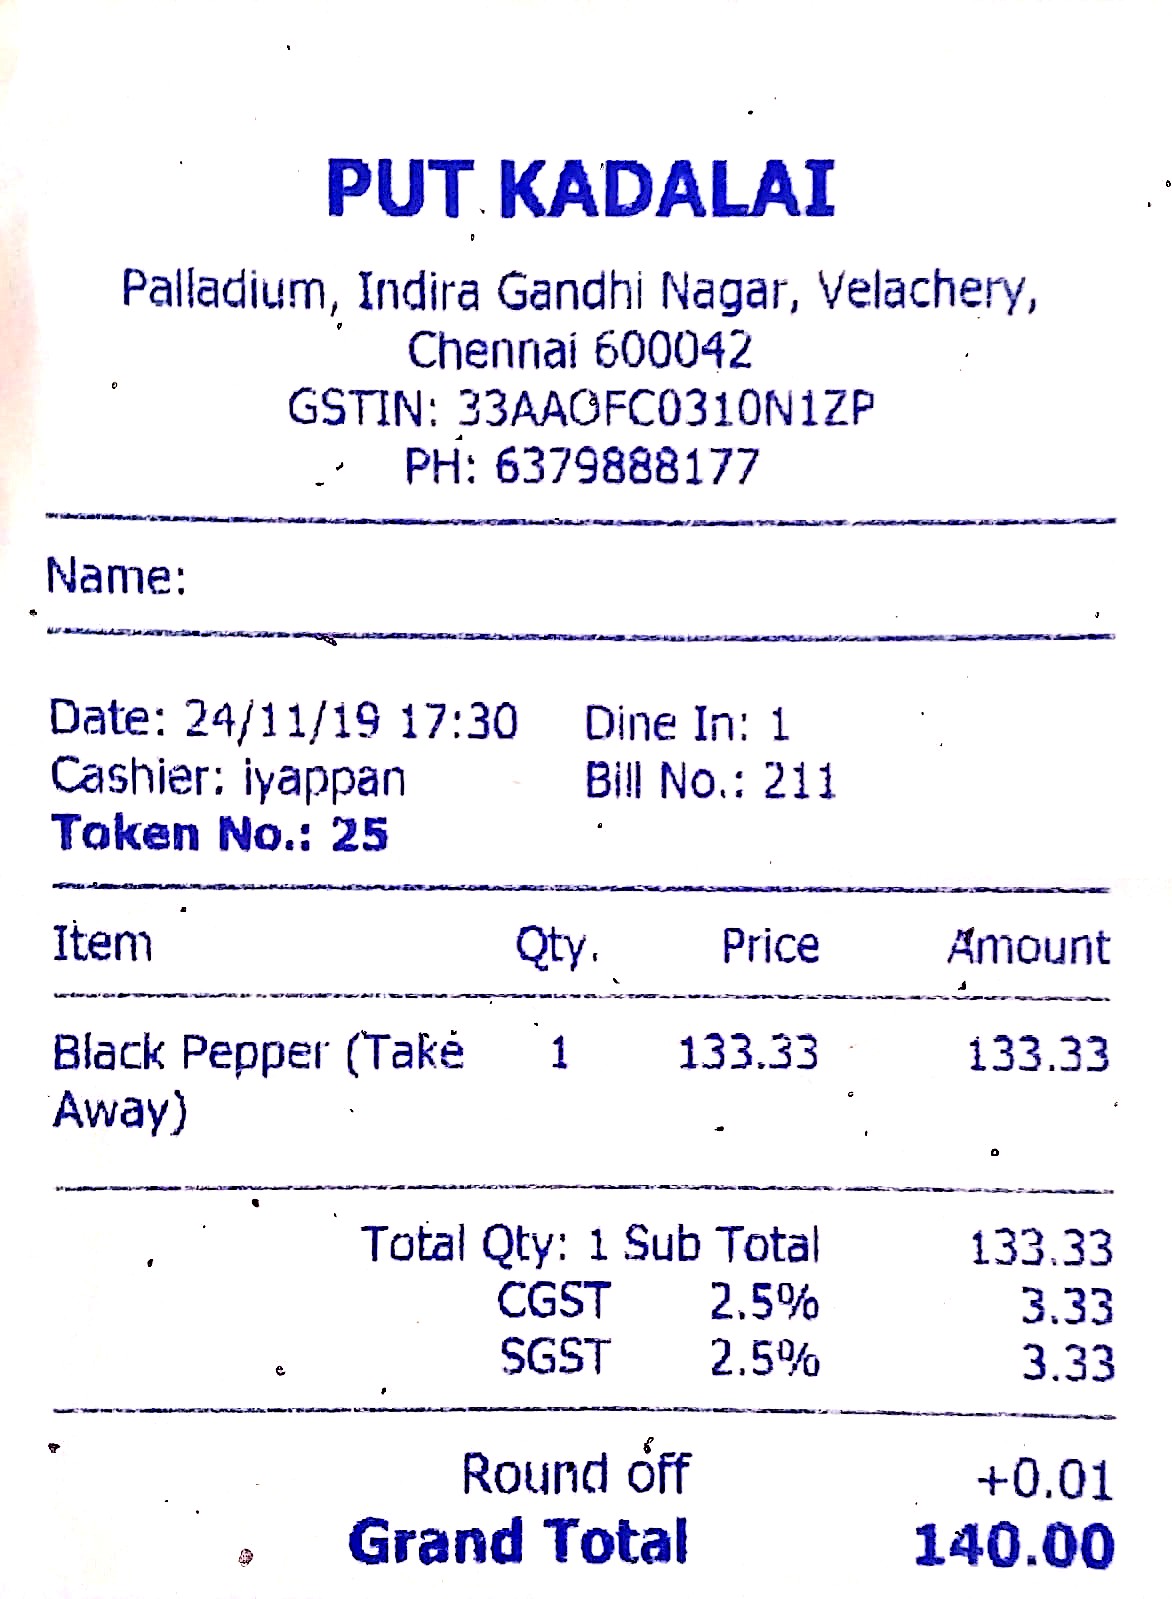 PUT KADALAI
Palladium, Indira Gandhi Nagar, Velachery,
Chennai 600042
GSTIN: 33AAOFC0310N1ZP
PH: 6379888177
Name:
Date: 24/11/19 17:30 Dine In: 1
Cashier: iyappan Bill No.: 211
Token No.: 25
Item Qty. Price Amount
Black Pepper (Take 1 133.33 133.33
Away)
Total Qty: 1 Sub Total 133.33
CGST 2.5% 3.33
SGST 2.5% 3.33
Round off +0.01
Grand Total 140.00